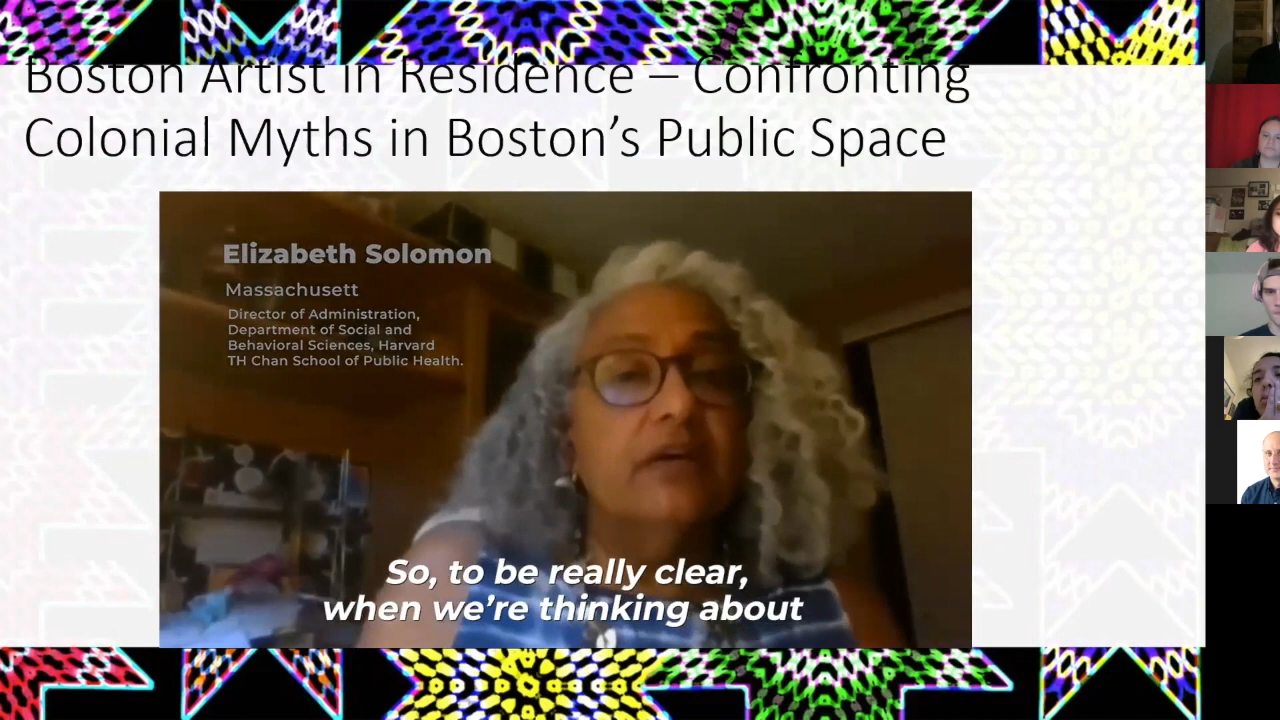 Boston Artist in Residence – Confronting
Colonial Myths in Boston’s Public Space
Elizabeth Solomon
Massachusett
Director of Administration,
Department of Social and
Behavioral Sciences, Harvard
TH Chan School of Public Health.
So, to be really clear,
when we’re thinking about